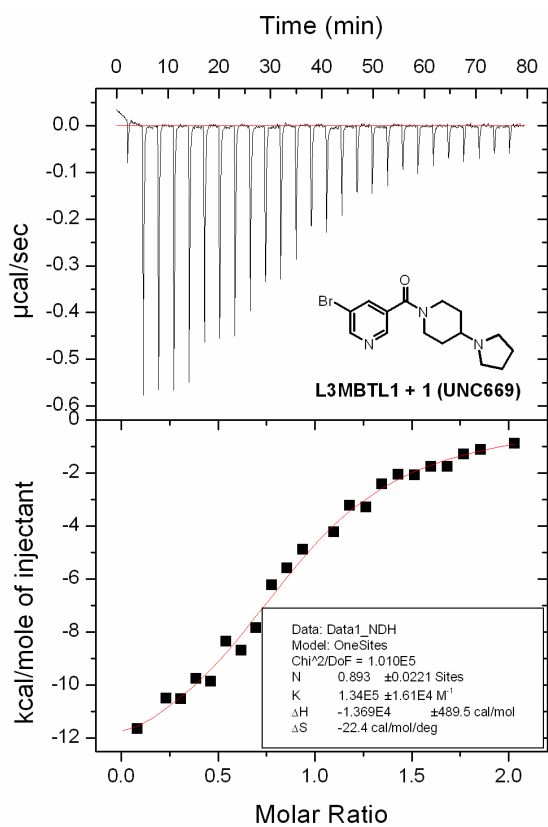 Time (min)
0 10 20 30 40 50 60 70 80
0.0
-0.1
-0.2
-0.3
-0.4
-0.5
-0.6
µcal/sec
Br
O
N
N
N
L3MBTL1 + 1 (UNC669)
0
-2
-4
-6
-8
-10
-12
kcal/mole of injectant
Data: Data1_NDH
Model: OneSites
Chi^2/DoF = 1.010E5
N 0.893 ±0.0221 Sites
K 1.34E5 ±1.61E4 M⁻¹
ΔH -1.369E4 ±489.5 cal/mol
ΔS -22.4 cal/mol/deg
0.0 0.5 1.0 1.5 2.0
Molar Ratio